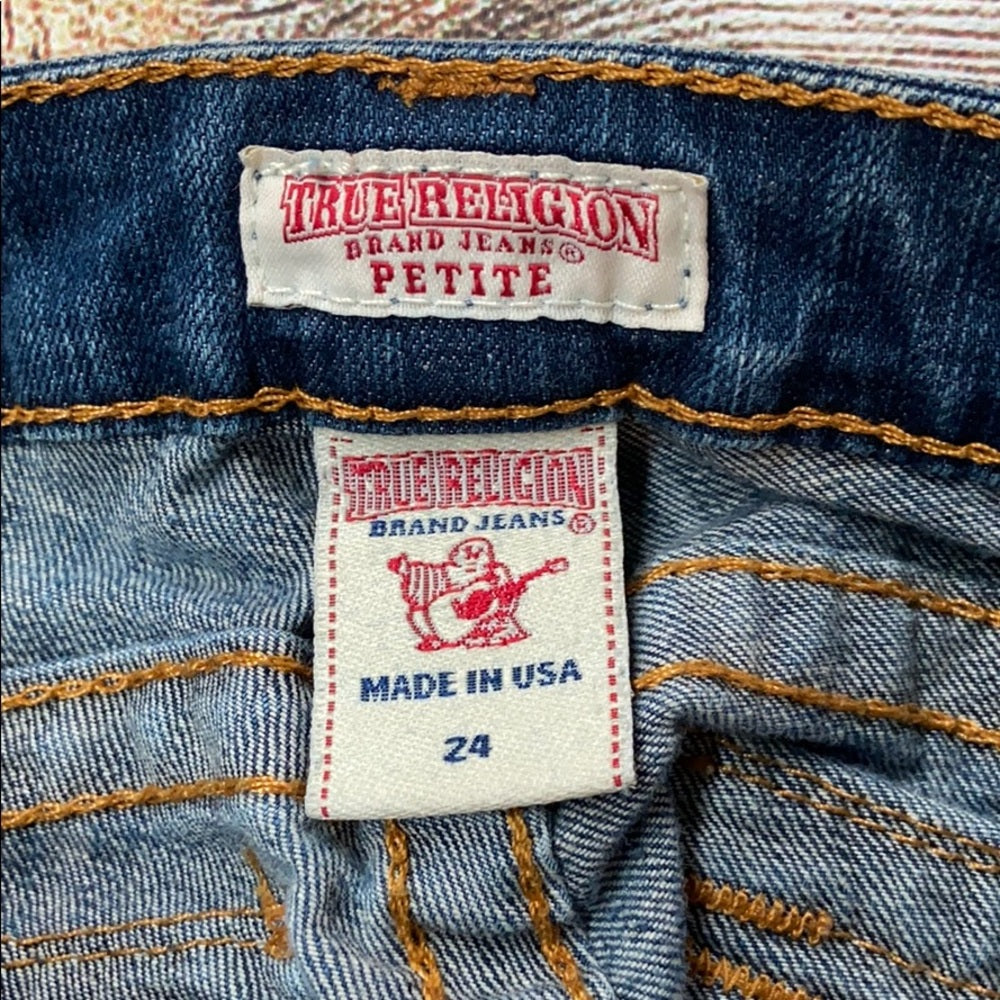 TRUE RELIGION
BRAND JEANS®
PETITE
TRUE RELIGION
BRAND JEANS®
MADE IN USA
24